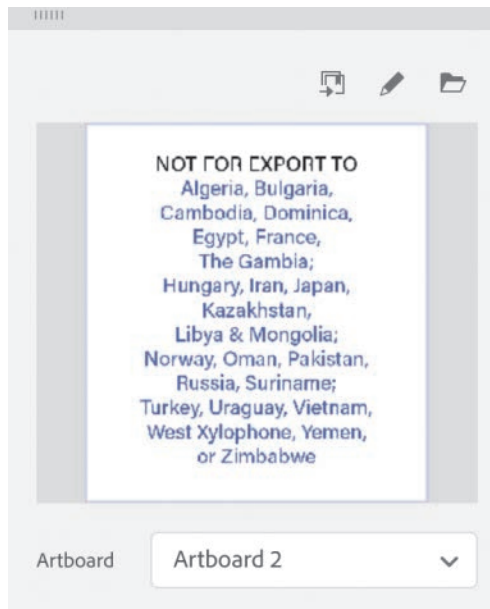 NOT FOR EXPORT TO
Algeria, Bulgaria,
Cambodia, Dominica,
Egypt, France,
The Gambia;
Hungary, Iran, Japan,
Kazakhstan,
Libya & Mongolia;
Norway, Oman, Pakistan,
Russia, Suriname;
Turkey, Uraguay, Vietnam,
West Xylophone, Yemen,
or Zimbabwe
Artboard Artboard 2